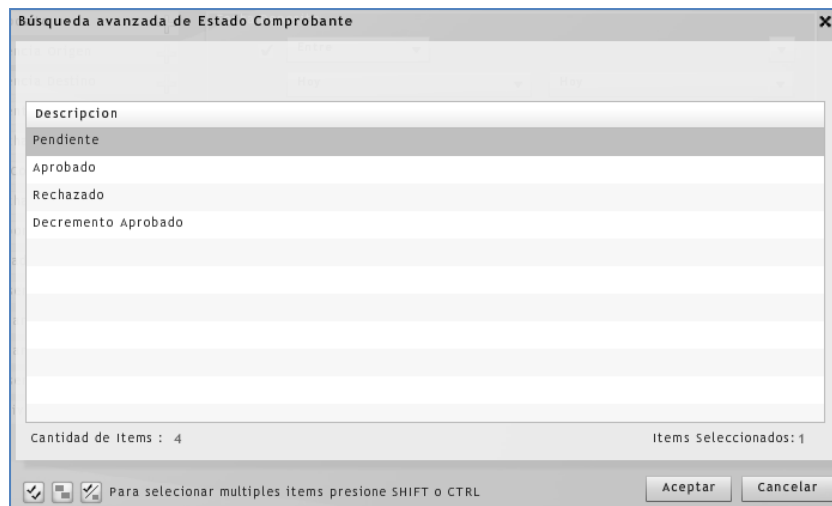 Búsqueda avanzada de Estado Comprobante
Descripcion
Pendiente
Aprobado
Rechazado
Decremento Aprobado
Cantidad de Items : 4
Items Seleccionados: 1
Para selecionar multiples items presione SHIFT o CTRL
Aceptar
Cancelar